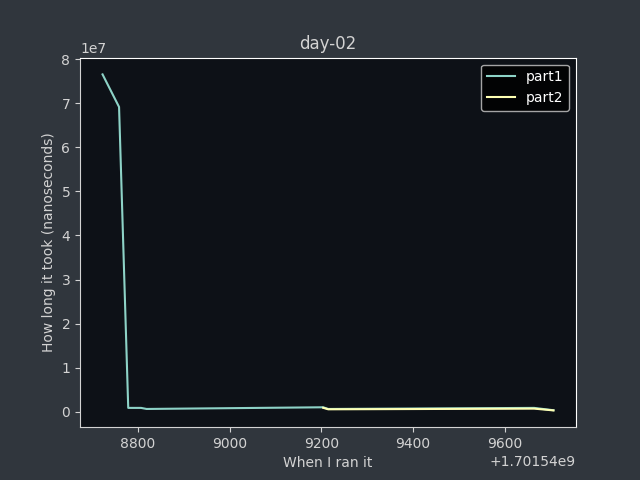 day-02
1e7
8
7
6
5
4
3
2
1
0
How long it took (nanoseconds)
part1
part2
8800 9000 9200 9400 9600
When I ran it
+1.70154e9